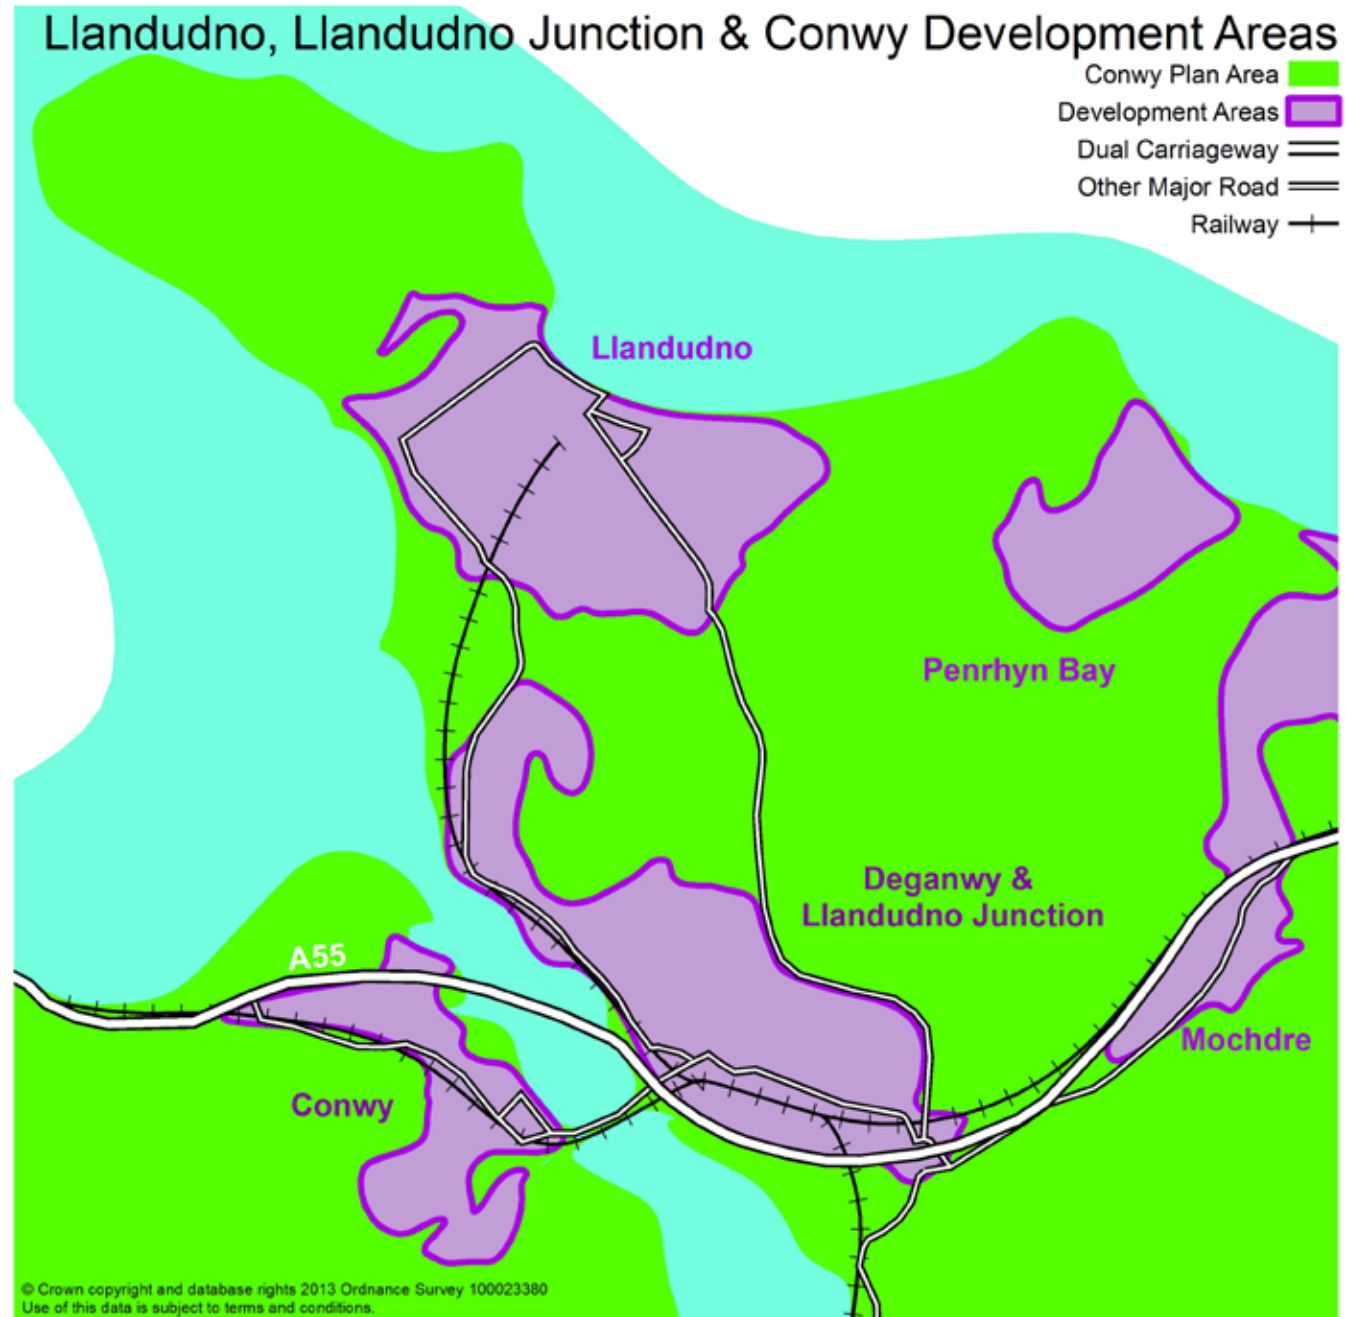 Llandudno, Llandudno Junction & Conwy Development Areas
Conwy Plan Area
Development Areas
Dual Carriageway
Other Major Road
Railway
Llandudno
Penrhyn Bay
Deganwy &
Llandudno Junction
A55
Mochdre
Conwy
© Crown copyright and database rights 2013 Ordnance Survey 100023380
Use of this data is subject to terms and conditions.